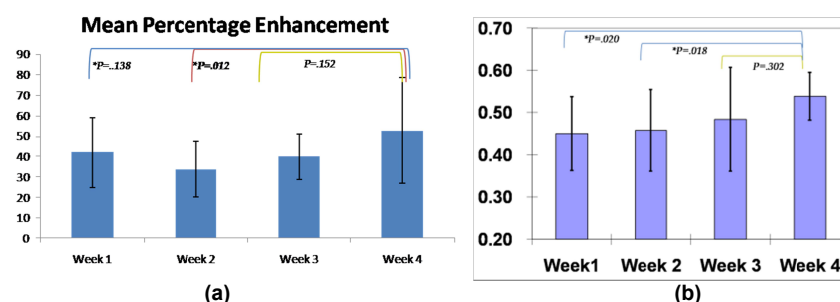 Mean Percentage Enhancement
90
80
70
60
50
40
30
20
10
0
*P=..138
*P=.012
P=.152
Week 1
Week 2
Week 3
Week 4
(a)
0.70
0.60
0.50
0.40
0.30
0.20
*P=.020
*P=.018
P=.302
Week1
Week 2
Week 3
Week 4
(b)